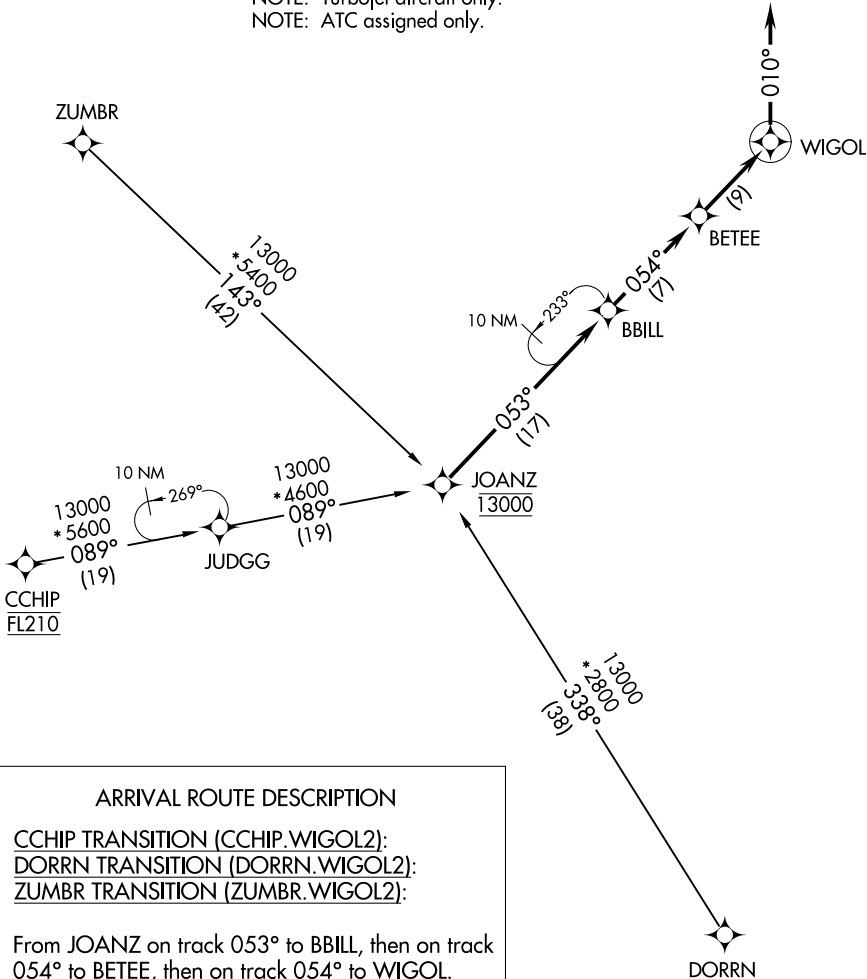 NOTE: Turbojet aircraft only.
NOTE: ATC assigned only.
010°
ZUMBR
WIGOL
(9)
BETEE
13000
*5400
143°
(42)
054°
(7)
233°
10 NM
BBILL
053°
(17)
10 NM
269°
13000
*4600
089°
(19)
JOANZ
13000
13000
*5600
089°
(19)
JUDGG
CCHIP
FL210
13000
*2800
338°
(38)
ARRIVAL ROUTE DESCRIPTION
CCHIP TRANSITION (CCHIP.WIGOL2):
DORRN TRANSITION (DORRN.WIGOL2):
ZUMBR TRANSITION (ZUMBR.WIGOL2):
From JOANZ on track 053° to BBILL, then on track
054° to BETEE, then on track 054° to WIGOL.
DORRN